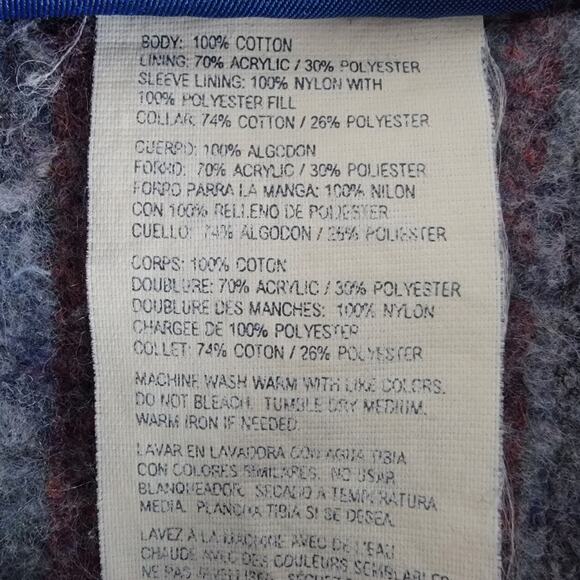 BODY: 100% COTTON
LINING: 70% ACRYLIC / 30% POLYESTER
SLEEVE LINING: 100% NYLON WITH
100% POLYESTER FILL
COLLAR: 74% COTTON / 26% POLYESTER
CUERPO: 100% ALGODON
FORRO: 70% ACRYLIC / 30% POLIESTER
FORPO PARRA LA MANGA: 100% NILON
CON 100% RELLENO DE POLIESTER
CUELLO: 74% ALGODON / 26% POLIESTER
CORPS: 100% COTON
DOUBLURE: 70% ACRYLIC / 30% POLYESTER
DOUBLURE DES MANCHES: 100% NYLON
CHARGEE DE 100% POLYESTER
COLLET: 74% COTON / 26% POLYESTER
MACHINE WASH WARM WITH LIKE COLORS.
DO NOT BLEACH. TUMBLE DRY MEDIUM.
WARM IRON IF NEEDED.
LAVAR EN LAVADORA CON AGUA TIBIA
CON COLORES SIMILARES. NO USAR
BLANQUEADOR. SECADO A TEMPERATURA
MEDIA. PLANCHA TIBIA SI SE DESEA.
LAVEZ A LA MACHINE AVEC DE L'EAU
CHAUDE AVEC DES COULEURS SEMBLABLES
NE PAS JAVELLISER.